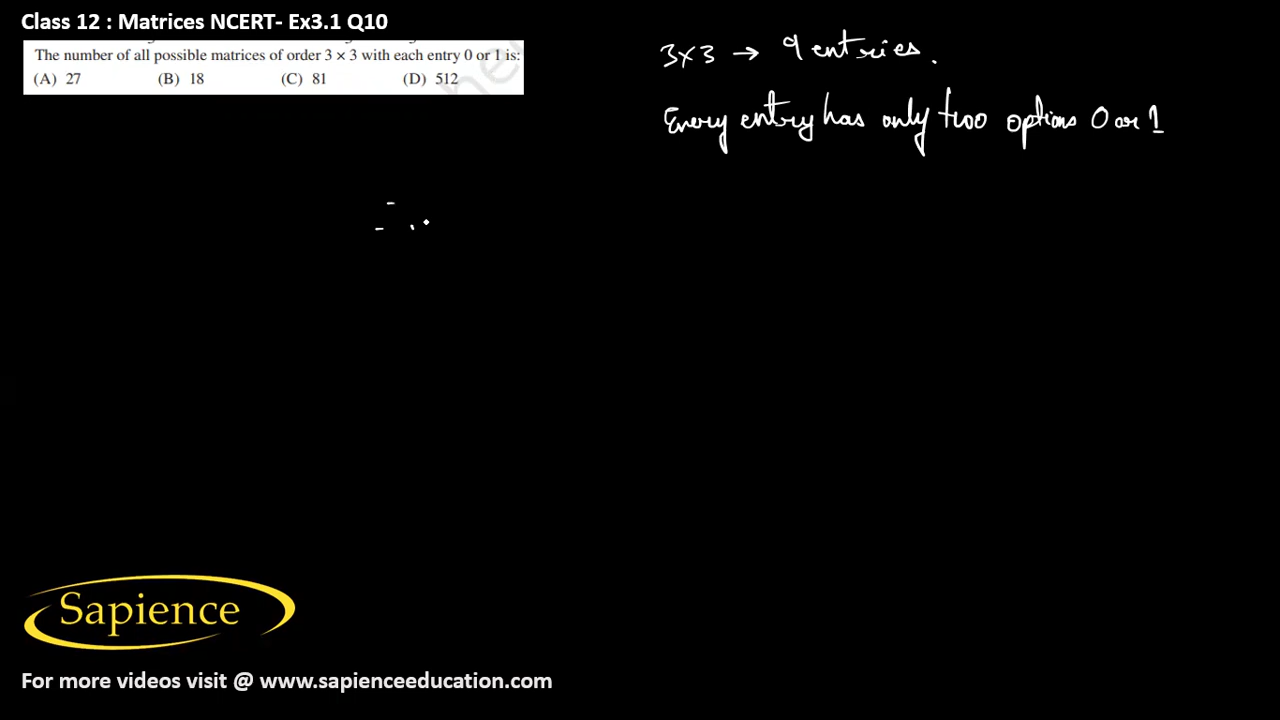 Class 12 : Matrices NCERT- Ex3.1 Q10
The number of all possible matrices of order 3 × 3 with each entry 0 or 1 is:
(A) 27 (B) 18 (C) 81 (D) 512
3×3 → 9 entries.
Every entry has only two options 0 or 1
Sapience
For more videos visit @ www.sapienceeducation.com